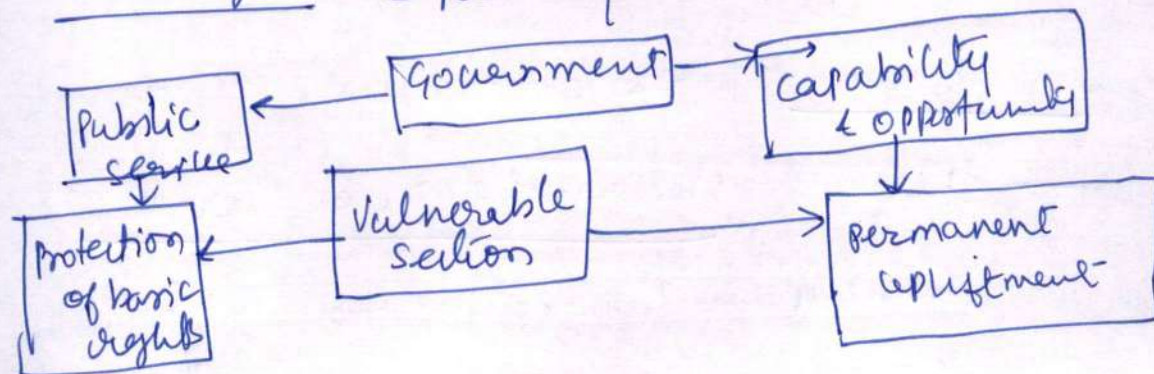 Government
Public
service
Capability
& opportunity
Protection
of basic
rights
Vulnerable
section
permanent
upliftment